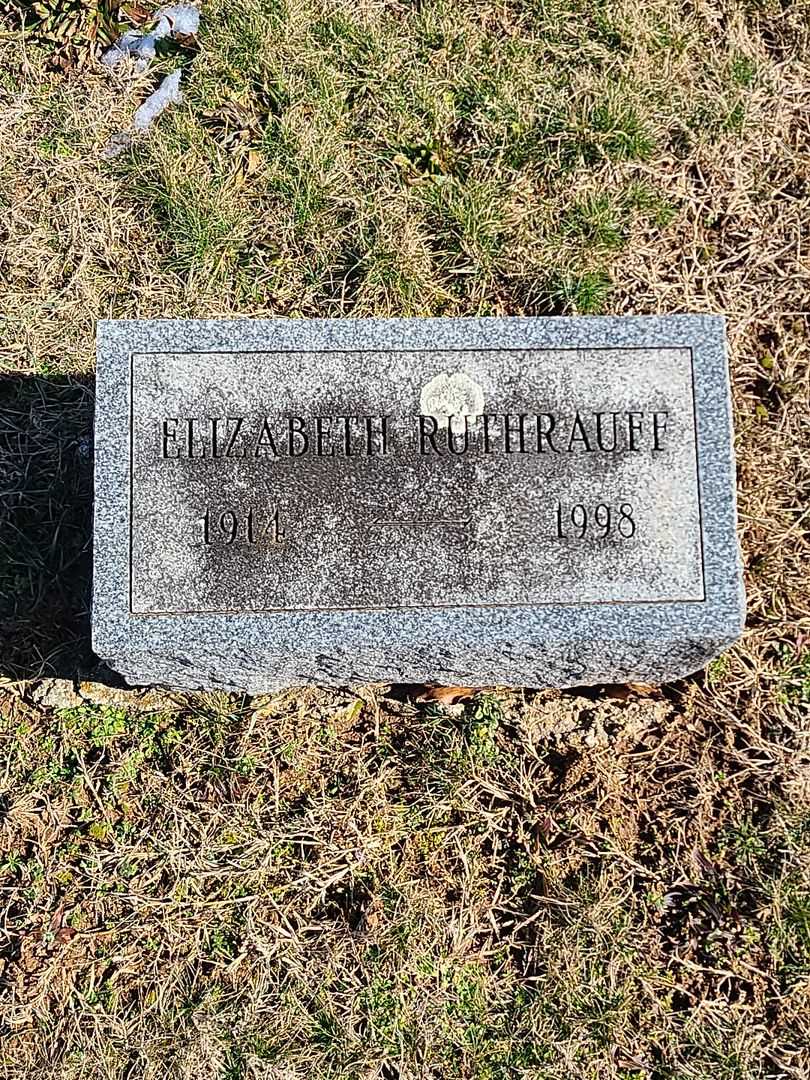 ELIZABETH RUTHRAUFF
1914 — 1998